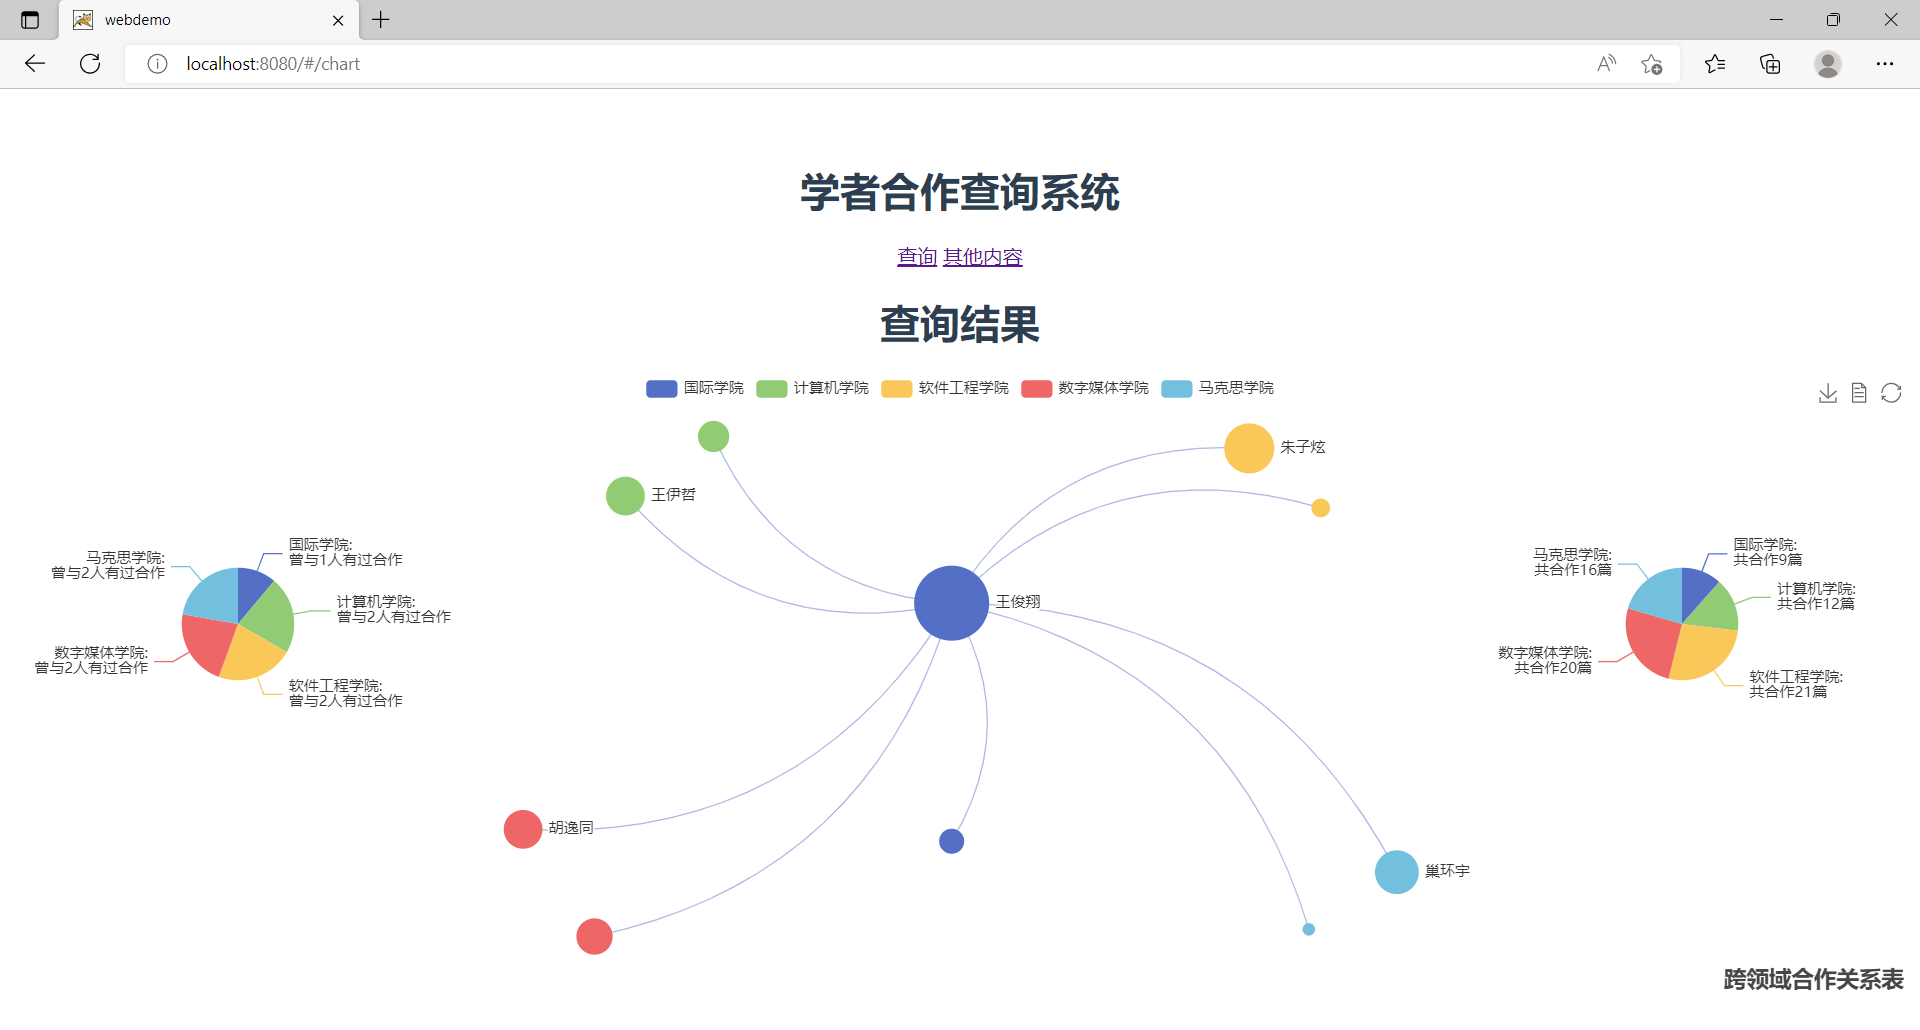 webdemo
localhost:8080/#/chart
学者合作查询系统
查询 其他内容
查询结果
国际学院 计算机学院 软件工程学院 数字媒体学院 马克思学院
朱子炫
王伊哲
王俊翔
胡逸同
巢环宇
国际学院:
曾与1人有过合作
计算机学院:
曾与2人有过合作
软件工程学院:
曾与2人有过合作
数字媒体学院:
曾与2人有过合作
马克思学院:
曾与2人有过合作
国际学院:
共合作9篇
计算机学院:
共合作12篇
软件工程学院:
共合作21篇
数字媒体学院:
共合作20篇
马克思学院:
共合作16篇
跨领域合作关系表